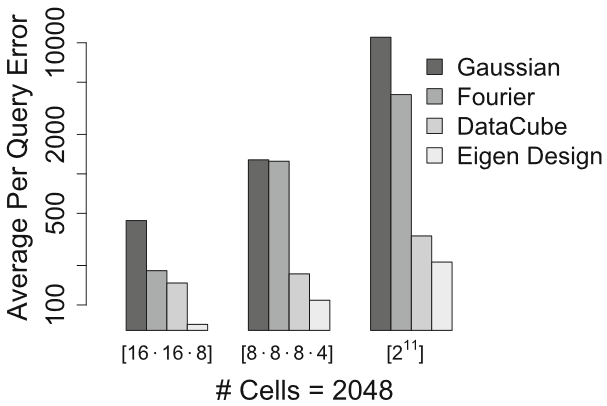 Average Per Query Error
10000
2000
500
100
Gaussian
Fourier
DataCube
Eigen Design
[16 · 16 · 8]
[8 · 8 · 8 · 4]
[2¹¹]
# Cells = 2048